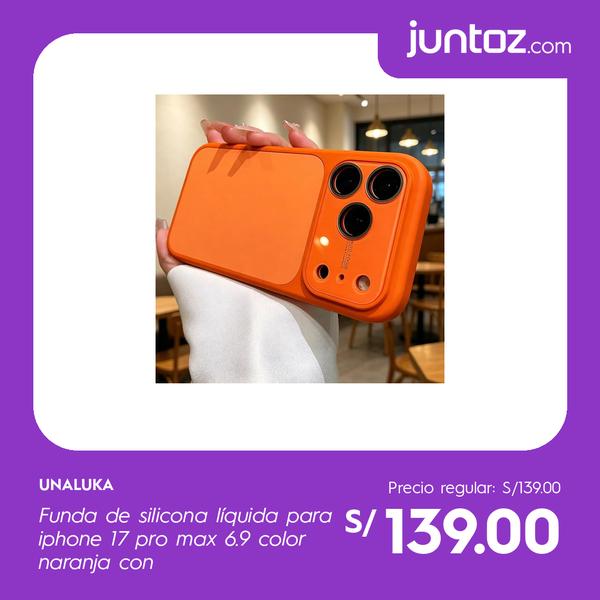 juntoz.com
UNALUKA
Funda de silicona líquida para
iphone 17 pro max 6.9 color
naranja con
Precio regular: S/139.00
S/139.00